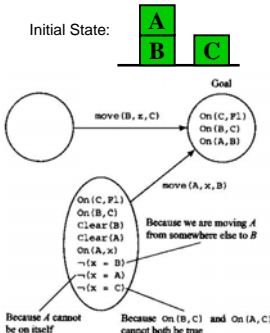 Initial State:
A
B
C
Goal
move(B,z,C)
On(C,Fl)
On(B,C)
On(A,B)
move(A,x,B)
On(C,Fl)
On(B,C)
Clear(B)
Clear(A)
On(A,x)
¬(x = B)
¬(x = A)
¬(x = C)
Because we are moving A
from somewhere else to B
Because A cannot
be on itself
Because On(B,C) and On(A,C)
cannot both be true